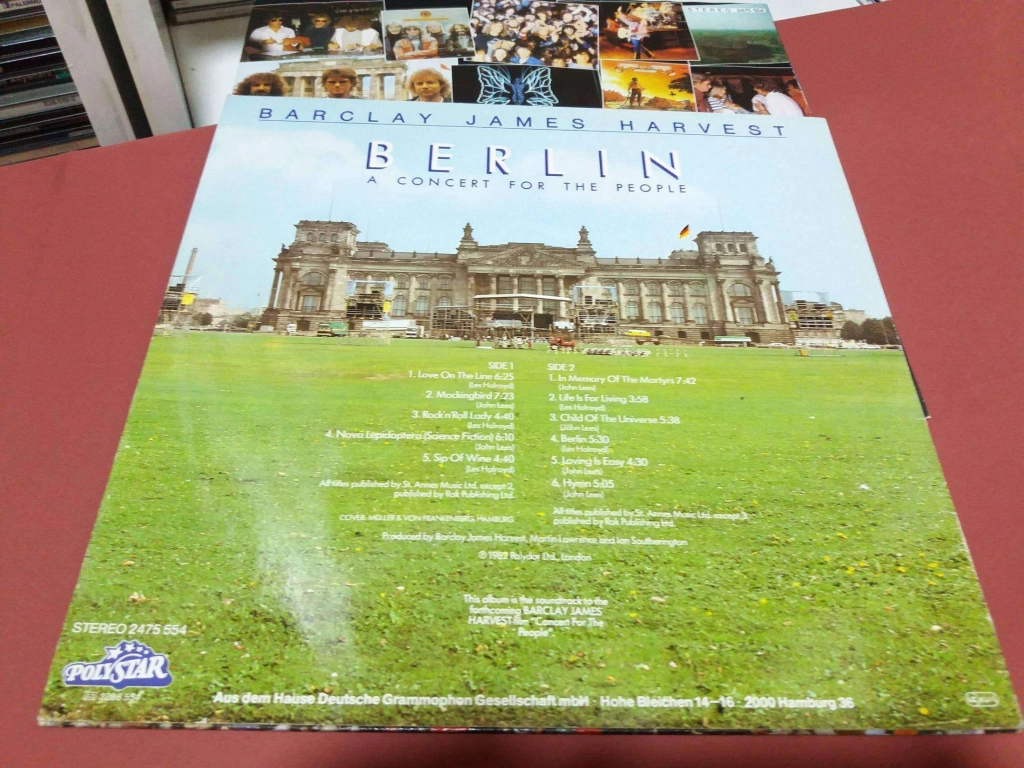 STEREO 2475 554
BARCLAY JAMES HARVEST
BERLIN
A CONCERT FOR THE PEOPLE
SIDE 1
1. Love On The Line 6:25
(Les Holroyd)
2. Mockingbird 7:23
(John Lees)
3. Rock'n'Roll Lady 4:40
(Les Holroyd)
4. Nova Lepidoptera (Science Fiction) 6:10
(John Lees)
5. Sip Of Wine 4:40
(Les Holroyd)
All titles published by St. Annes Music Ltd. except 2,
published by Rak Publishing Ltd.
COVER: MELLER & VON FRANKENBERG, HAMBURG
SIDE 2
1. In Memory Of The Martyrs 7:42
(John Lees)
2. Life Is For Living 3:58
(Les Holroyd)
3. Child Of The Universe 5:38
(John Lees)
4. Berlin 5:30
(Les Holroyd)
5. Loving Is Easy 4:30
(John Lees)
6. Hymn 5:05
(John Lees)
All titles published by St. Annes Music Ltd. except 3,
published by Rak Publishing Ltd.
Produced by Barclay James Harvest, Martin Lawrence and Ian Southerington
© 1982 Polydor Ltd., London
This album is the soundtrack to the
forthcoming BARCLAY JAMES
HARVEST-film "Concert For The
People".
STEREO 2475 554
POLYSTAR
Aus dem Hause Deutsche Grammophon Gesellschaft mbH · Hohe Bleichen 14–16 · 2000 Hamburg 36